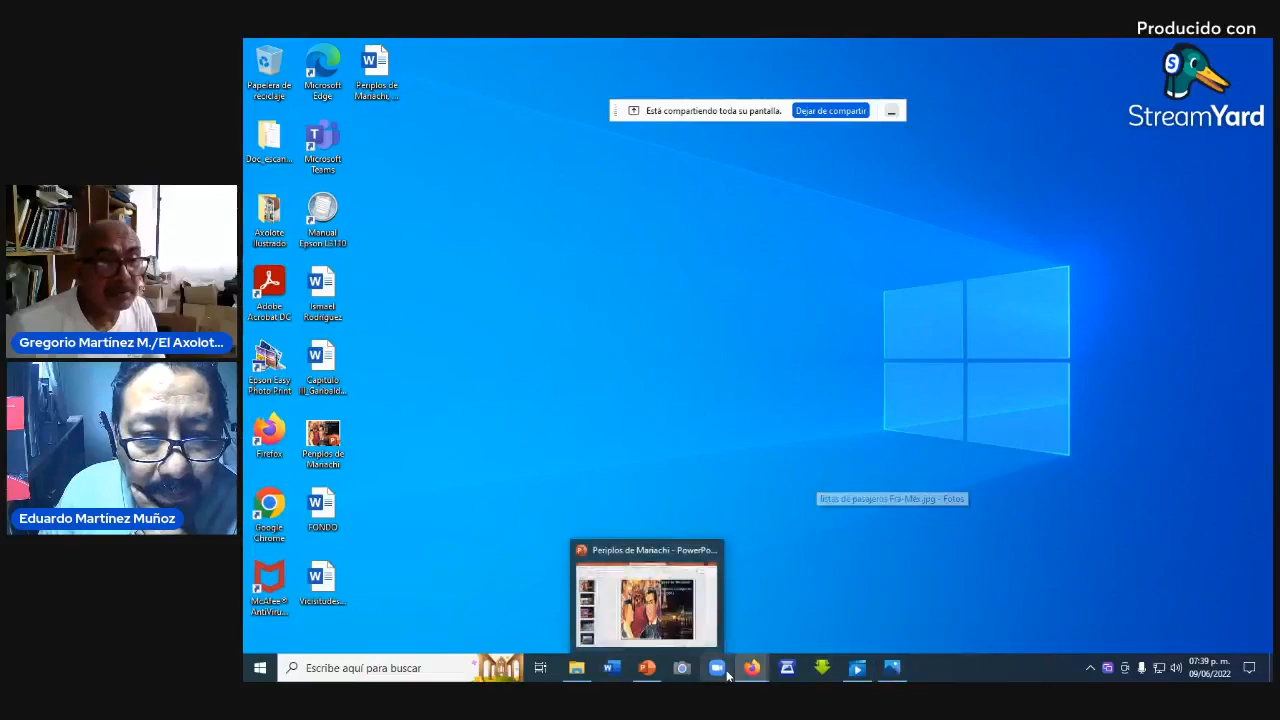 Producido con
StreamYard
Papelera de
reciclaje
Microsoft
Edge
Periplos de
Mariachi, ...
Está compartiendo toda su pantalla.
Dejar de compartir
Doc_escan...
Microsoft
Teams
Axolote
Ilustrado
Manual
Epson L3110
Adobe
Acrobat DC
Ismael
Rodríguez
Gregorio Martínez M./El Axolot...
Epson Easy
Photo Print
Capitulo
III_Garibald...
Firefox
Periplos de
Mariachi
Eduardo Martínez Muñoz
listas de pasajeros Fra-Méx.jpg - Fotos
Google
Chrome
FONDO
Periplos de Mariachi - PowerPo...
McAfee®
AntiViru...
Vicisitudes...
Escribe aquí para buscar
07:39 p. m.
09/06/2022